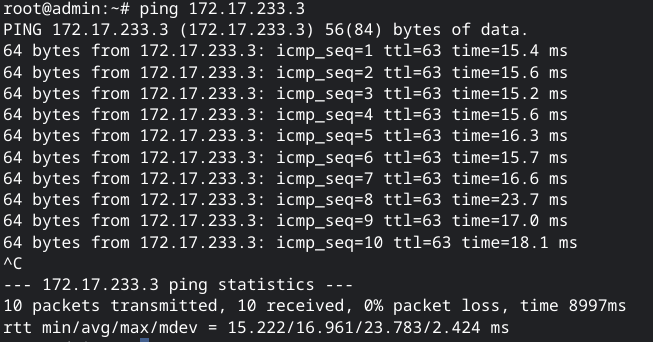 root@admin:~# ping 172.17.233.3
PING 172.17.233.3 (172.17.233.3) 56(84) bytes of data.
64 bytes from 172.17.233.3: icmp_seq=1 ttl=63 time=15.4 ms
64 bytes from 172.17.233.3: icmp_seq=2 ttl=63 time=15.6 ms
64 bytes from 172.17.233.3: icmp_seq=3 ttl=63 time=15.2 ms
64 bytes from 172.17.233.3: icmp_seq=4 ttl=63 time=15.6 ms
64 bytes from 172.17.233.3: icmp_seq=5 ttl=63 time=16.3 ms
64 bytes from 172.17.233.3: icmp_seq=6 ttl=63 time=15.7 ms
64 bytes from 172.17.233.3: icmp_seq=7 ttl=63 time=16.6 ms
64 bytes from 172.17.233.3: icmp_seq=8 ttl=63 time=23.7 ms
64 bytes from 172.17.233.3: icmp_seq=9 ttl=63 time=17.0 ms
64 bytes from 172.17.233.3: icmp_seq=10 ttl=63 time=18.1 ms
^C
--- 172.17.233.3 ping statistics ---
10 packets transmitted, 10 received, 0% packet loss, time 8997ms
rtt min/avg/max/mdev = 15.222/16.961/23.783/2.424 ms